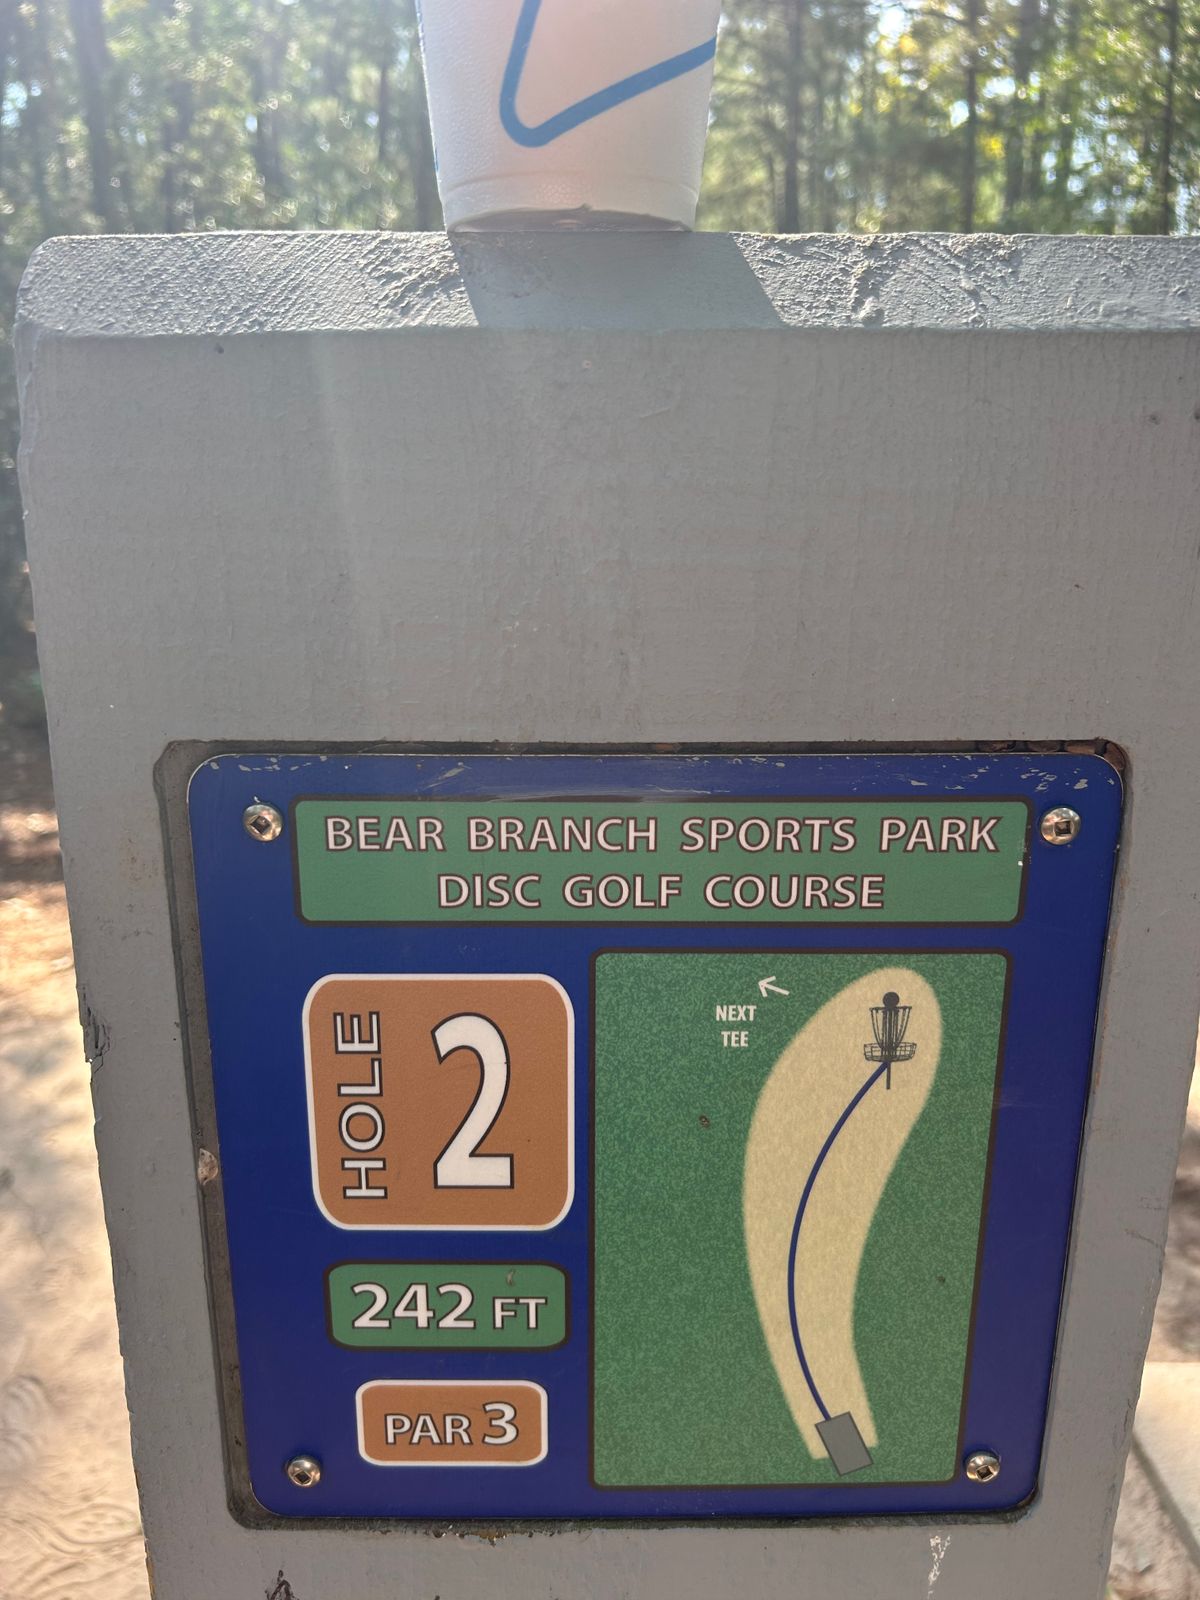 BEAR BRANCH SPORTS PARK
DISC GOLF COURSE
HOLE
2
242 FT
PAR 3
NEXT
TEE